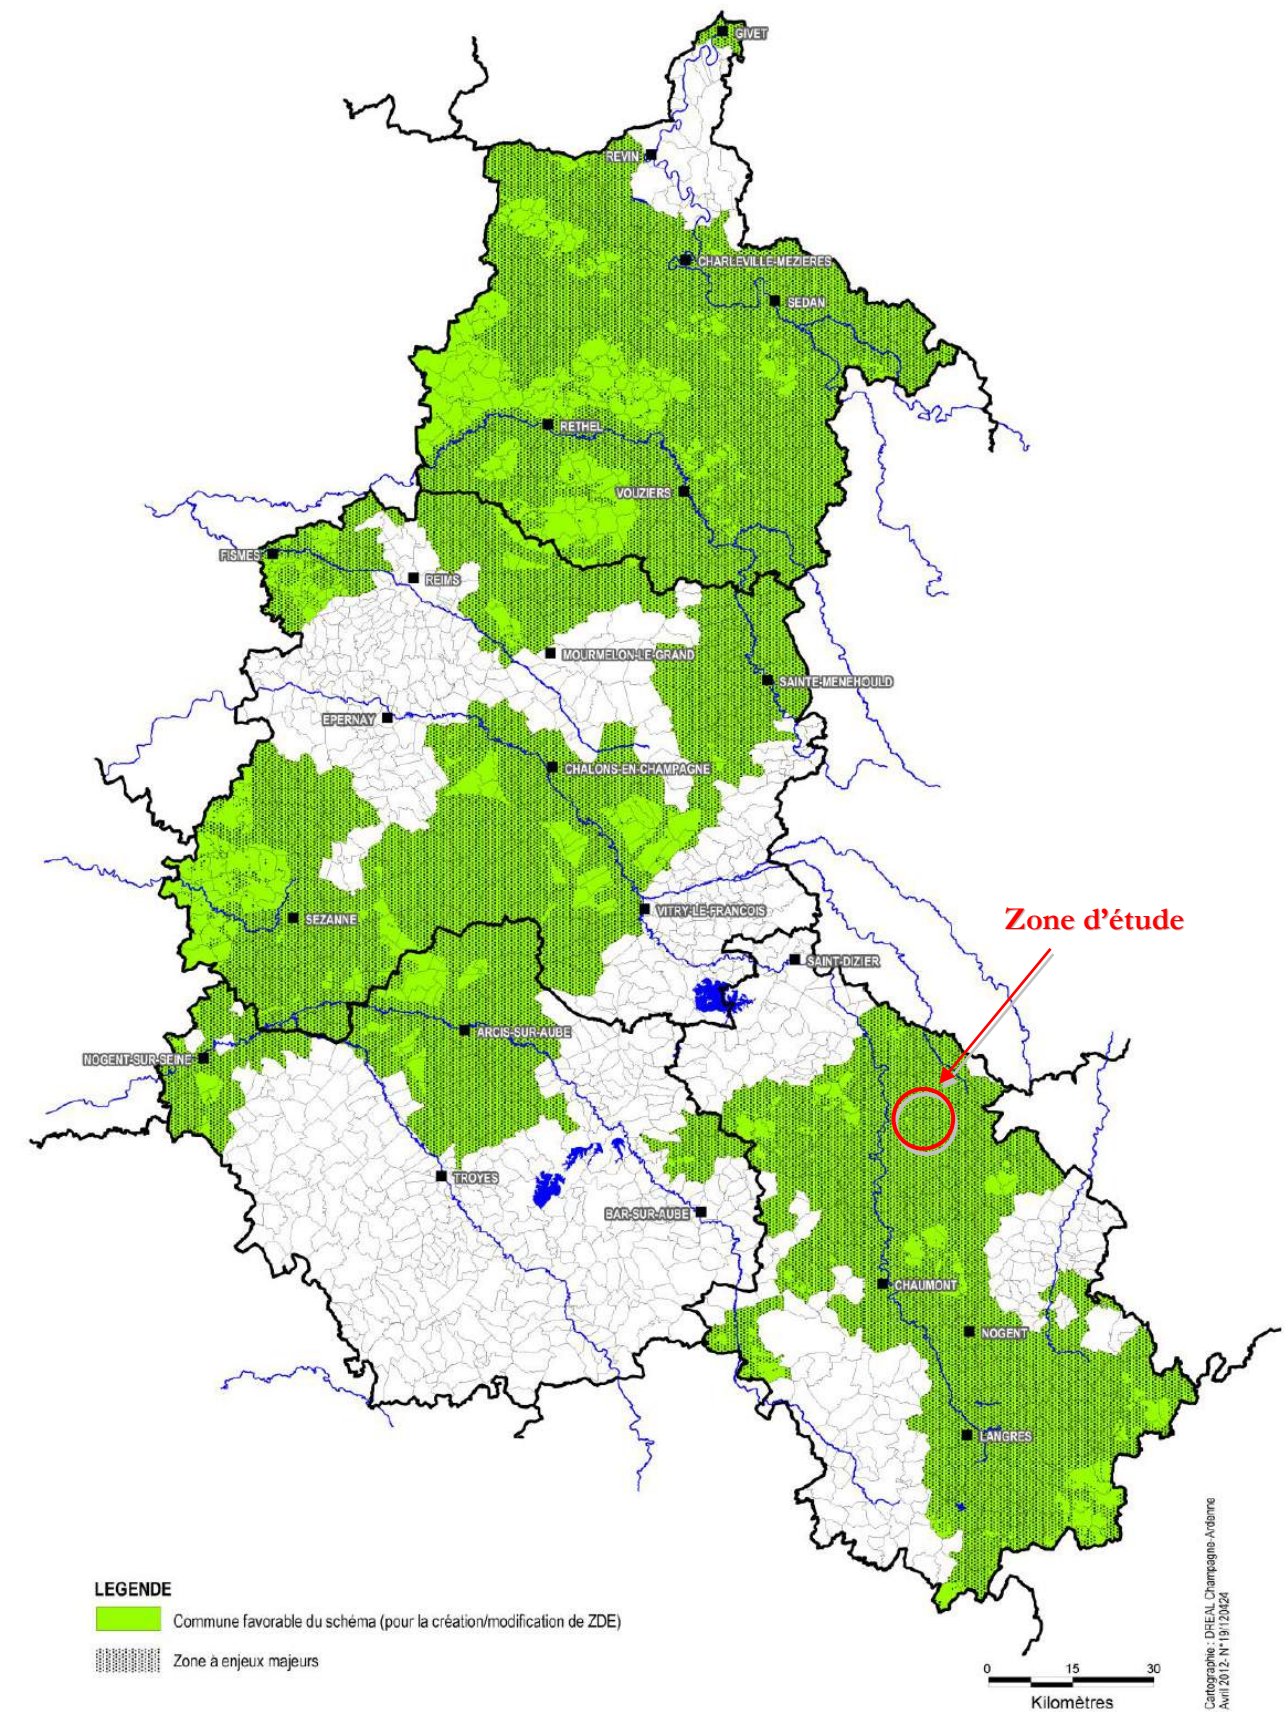 GIVET
REVIN
CHARLEVILLE-MEZIERES
SEDAN
RETHEL
VOUZIERS
FISMES
REIMS
MOURMELON-LE-GRAND
SAINTE-MENEHOULD
EPERNAY
CHALONS-EN-CHAMPAGNE
VITRY-LE-FRANCOIS
SEZANNE
Zone d'étude
SAINT-DIZIER
ARCIS-SUR-AUBE
NOGENT-SUR-SEINE
TROYES
BAR-SUR-AUBE
CHAUMONT
NOGENT
LANGRES
LEGENDE
Commune favorable du schéma (pour la création/modification de ZDE)
Zone à enjeux majeurs
0 15 30
Kilomètres
Cartographie : DREAL Champagne-Ardenne
Avril 2012- N°19/120424